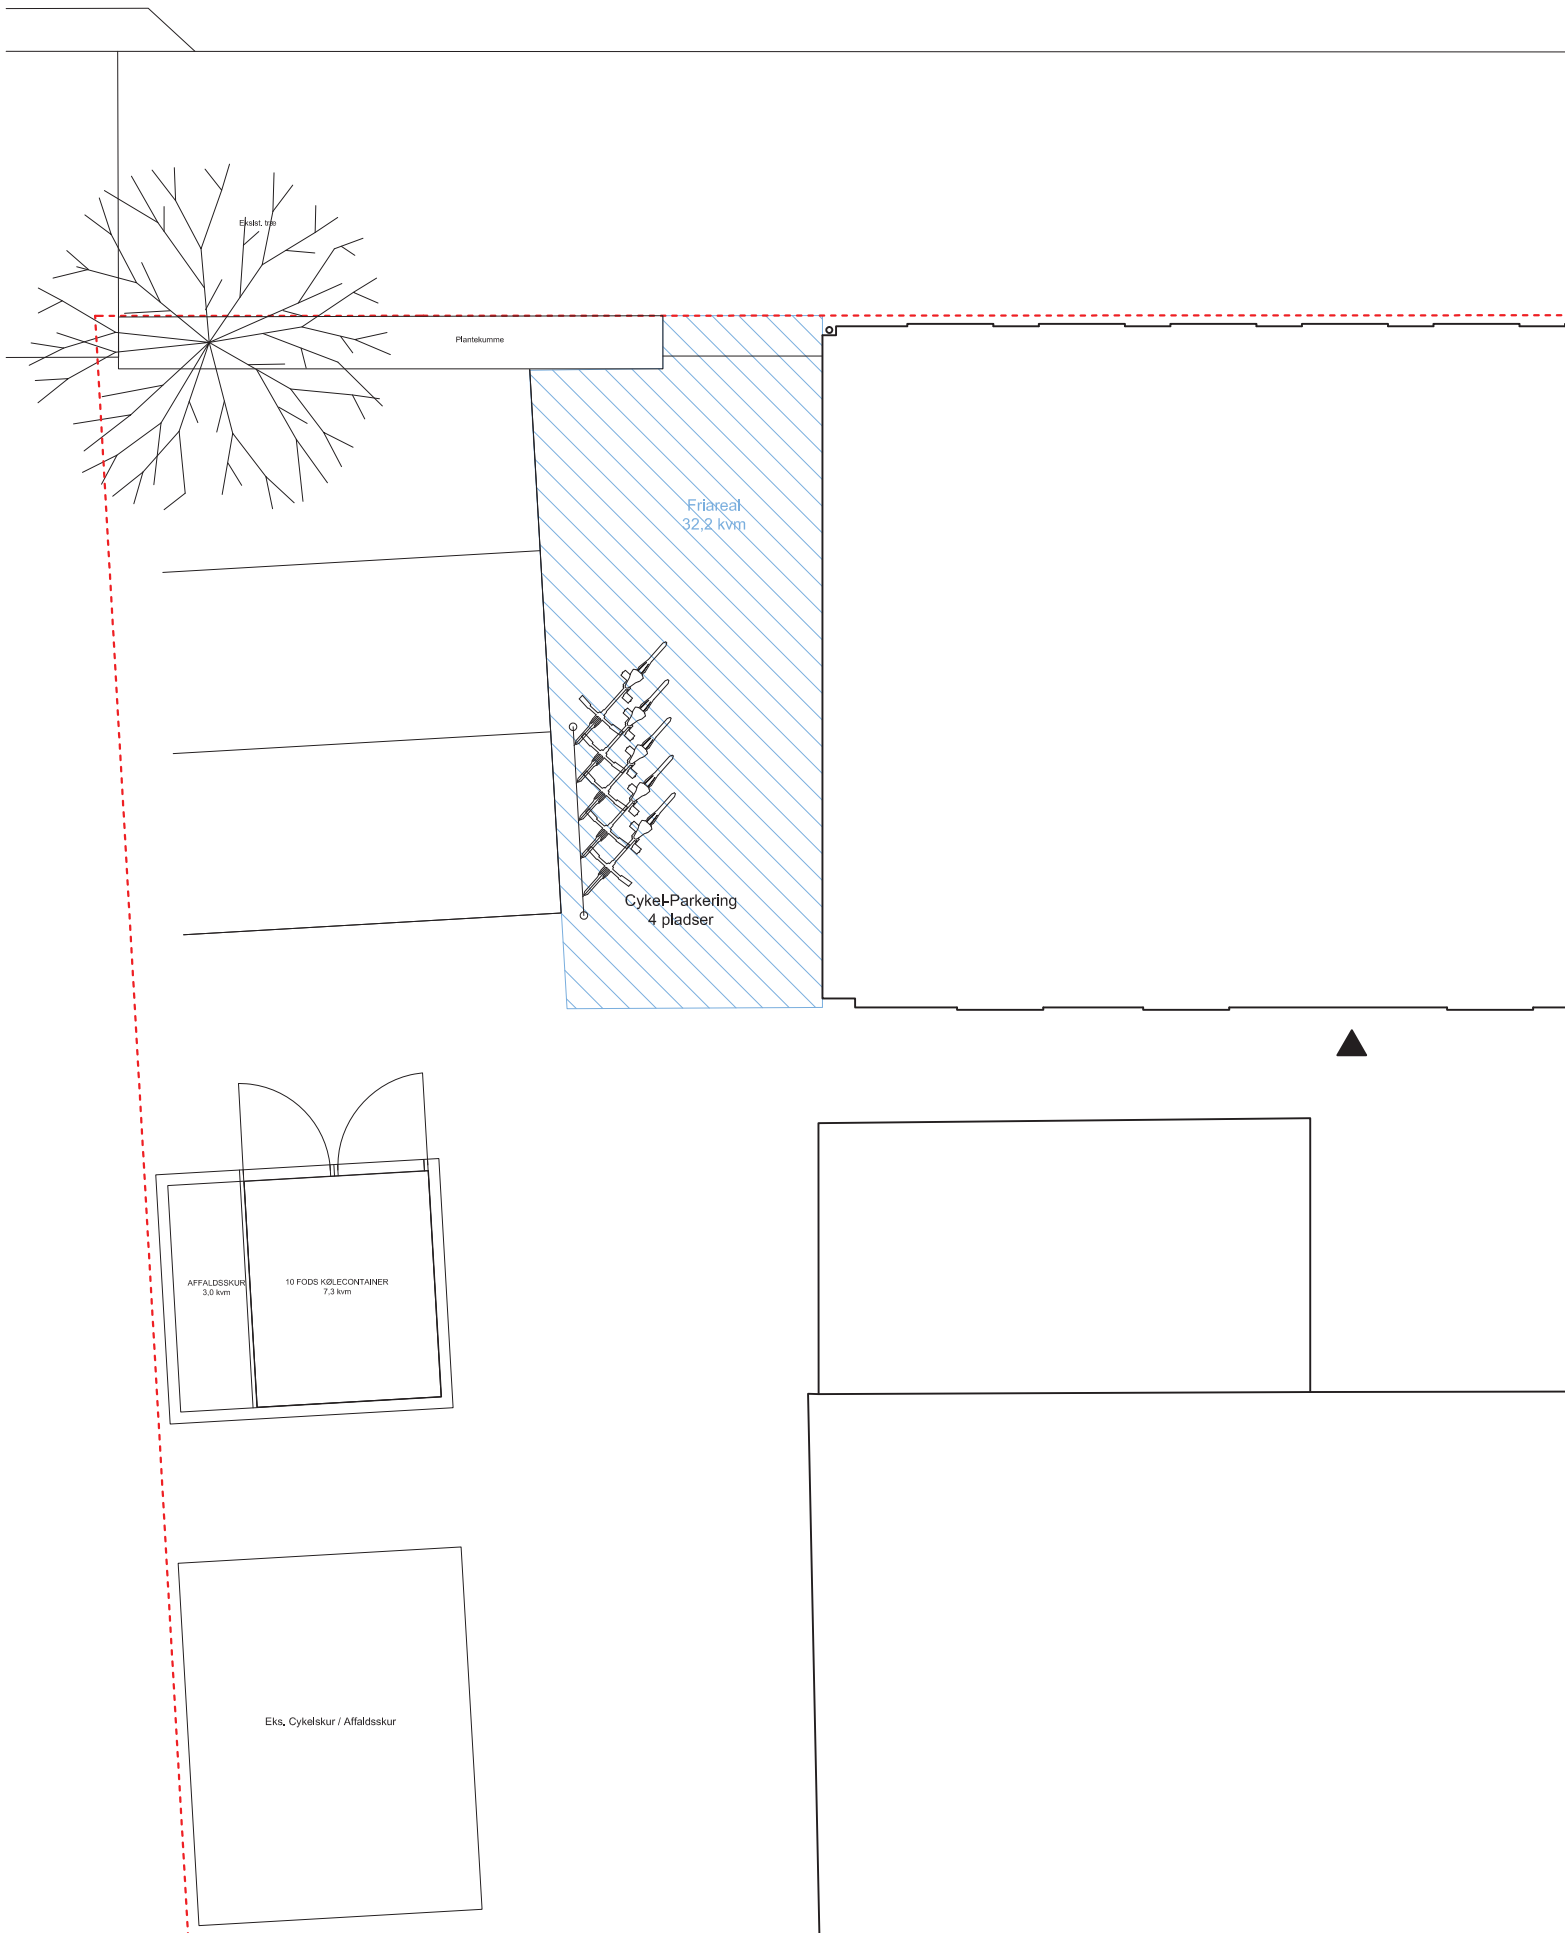 Eksist. træ
Plantekumme
Friareal
32,2 kvm
Cykel-Parkering
4 pladser
AFFALDSSKUR
3,0 kvm
10 FODS KØLECONTAINER
7,3 kvm
Eks. Cykelskur / Affaldsskur